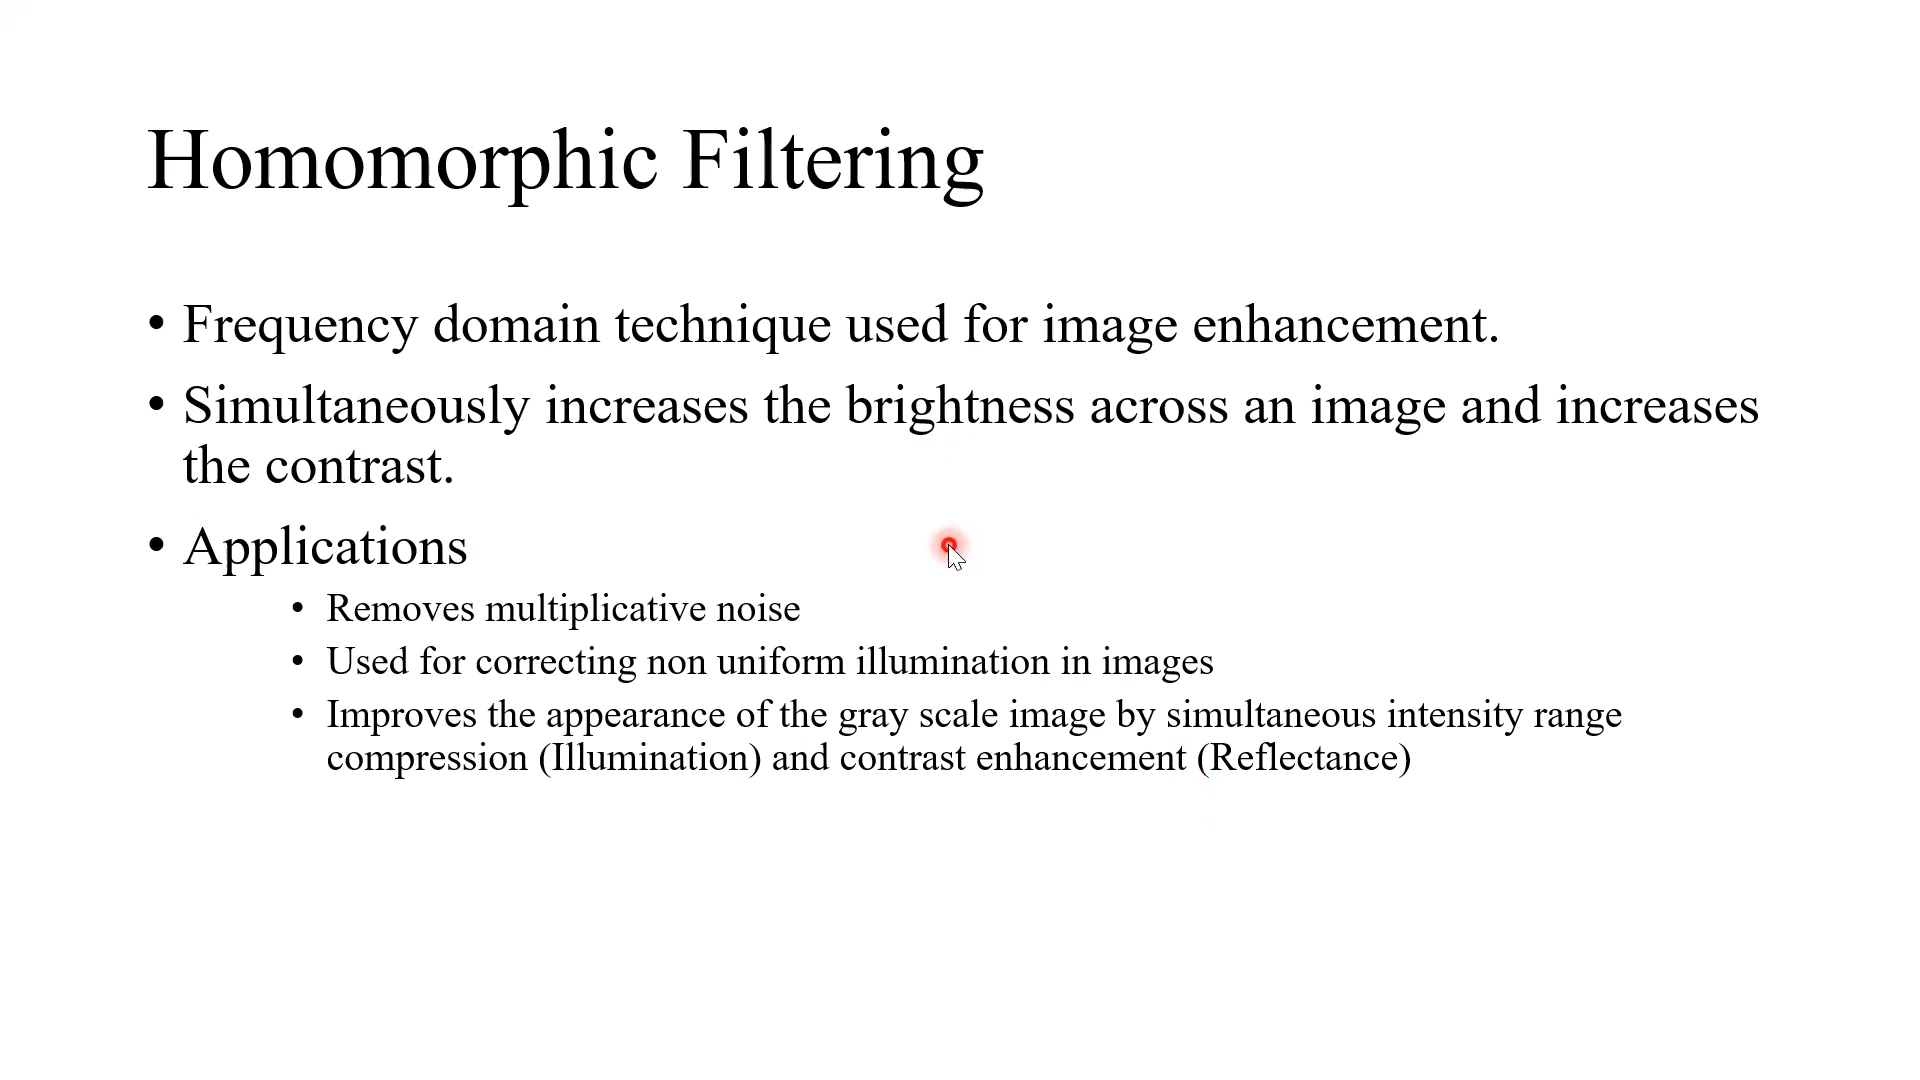 Homomorphic Filtering
• Frequency domain technique used for image enhancement.
• Simultaneously increases the brightness across an image and increases
the contrast.
• Applications
• Removes multiplicative noise
• Used for correcting non uniform illumination in images
• Improves the appearance of the gray scale image by simultaneous intensity range
compression (Illumination) and contrast enhancement (Reflectance)